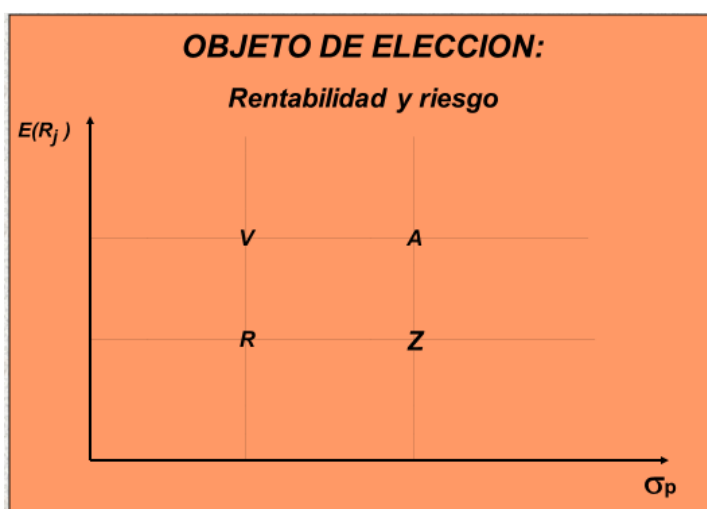 OBJETO DE ELECCION:
Rentabilidad y riesgo
E(Rj )
V A
R Z
σp